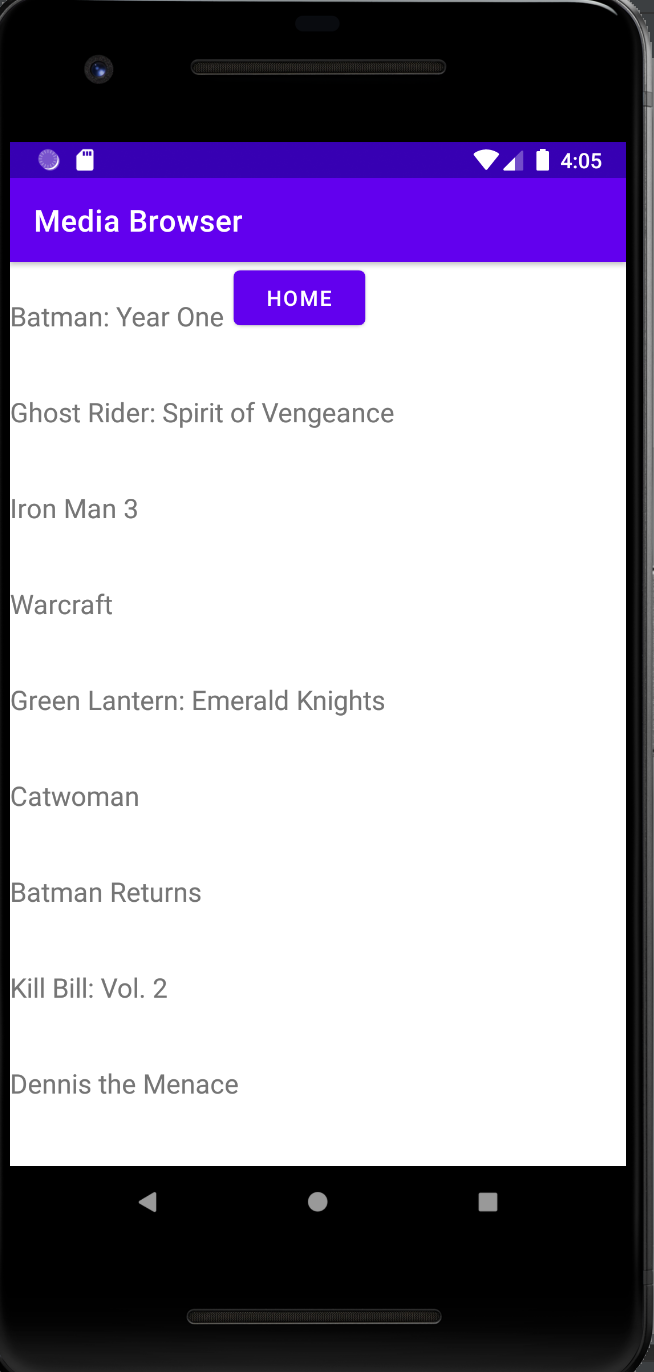 4:05
Media Browser
HOME
Batman: Year One
Ghost Rider: Spirit of Vengeance
Iron Man 3
Warcraft
Green Lantern: Emerald Knights
Catwoman
Batman Returns
Kill Bill: Vol. 2
Dennis the Menace